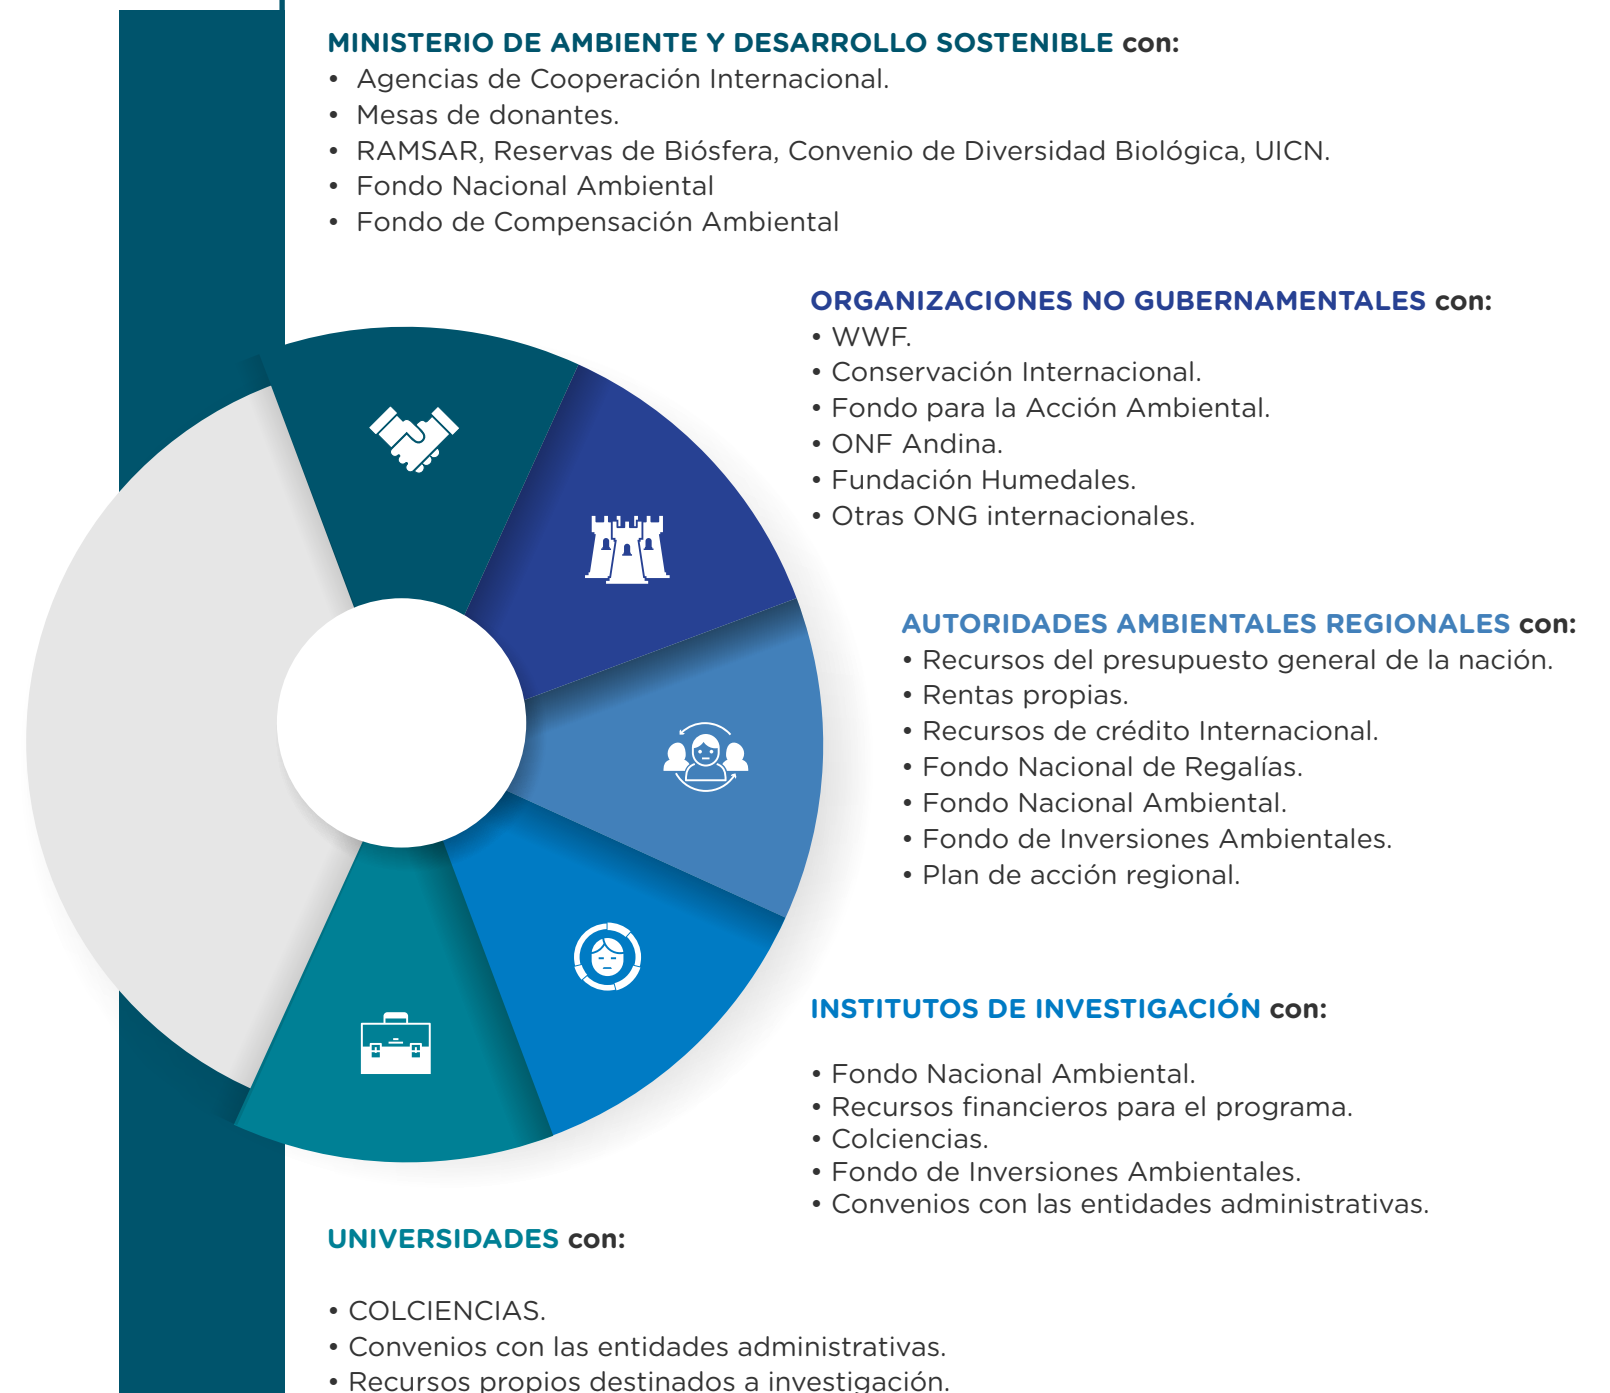 MINISTERIO DE AMBIENTE Y DESARROLLO SOSTENIBLE con:
• Agencias de Cooperación Internacional.
• Mesas de donantes.
• RAMSAR, Reservas de Biósfera, Convenio de Diversidad Biológica, UICN.
• Fondo Nacional Ambiental
• Fondo de Compensación Ambiental
ORGANIZACIONES NO GUBERNAMENTALES con:
• WWF.
• Conservación Internacional.
• Fondo para la Acción Ambiental.
• ONF Andina.
• Fundación Humedales.
• Otras ONG internacionales.
AUTORIDADES AMBIENTALES REGIONALES con:
• Recursos del presupuesto general de la nación.
• Rentas propias.
• Recursos de crédito Internacional.
• Fondo Nacional de Regalías.
• Fondo Nacional Ambiental.
• Fondo de Inversiones Ambientales.
• Plan de acción regional.
INSTITUTOS DE INVESTIGACIÓN con:
• Fondo Nacional Ambiental.
• Recursos financieros para el programa.
• Colciencias.
• Fondo de Inversiones Ambientales.
• Convenios con las entidades administrativas.
UNIVERSIDADES con:
• COLCIENCIAS.
• Convenios con las entidades administrativas.
• Recursos propios destinados a investigación.